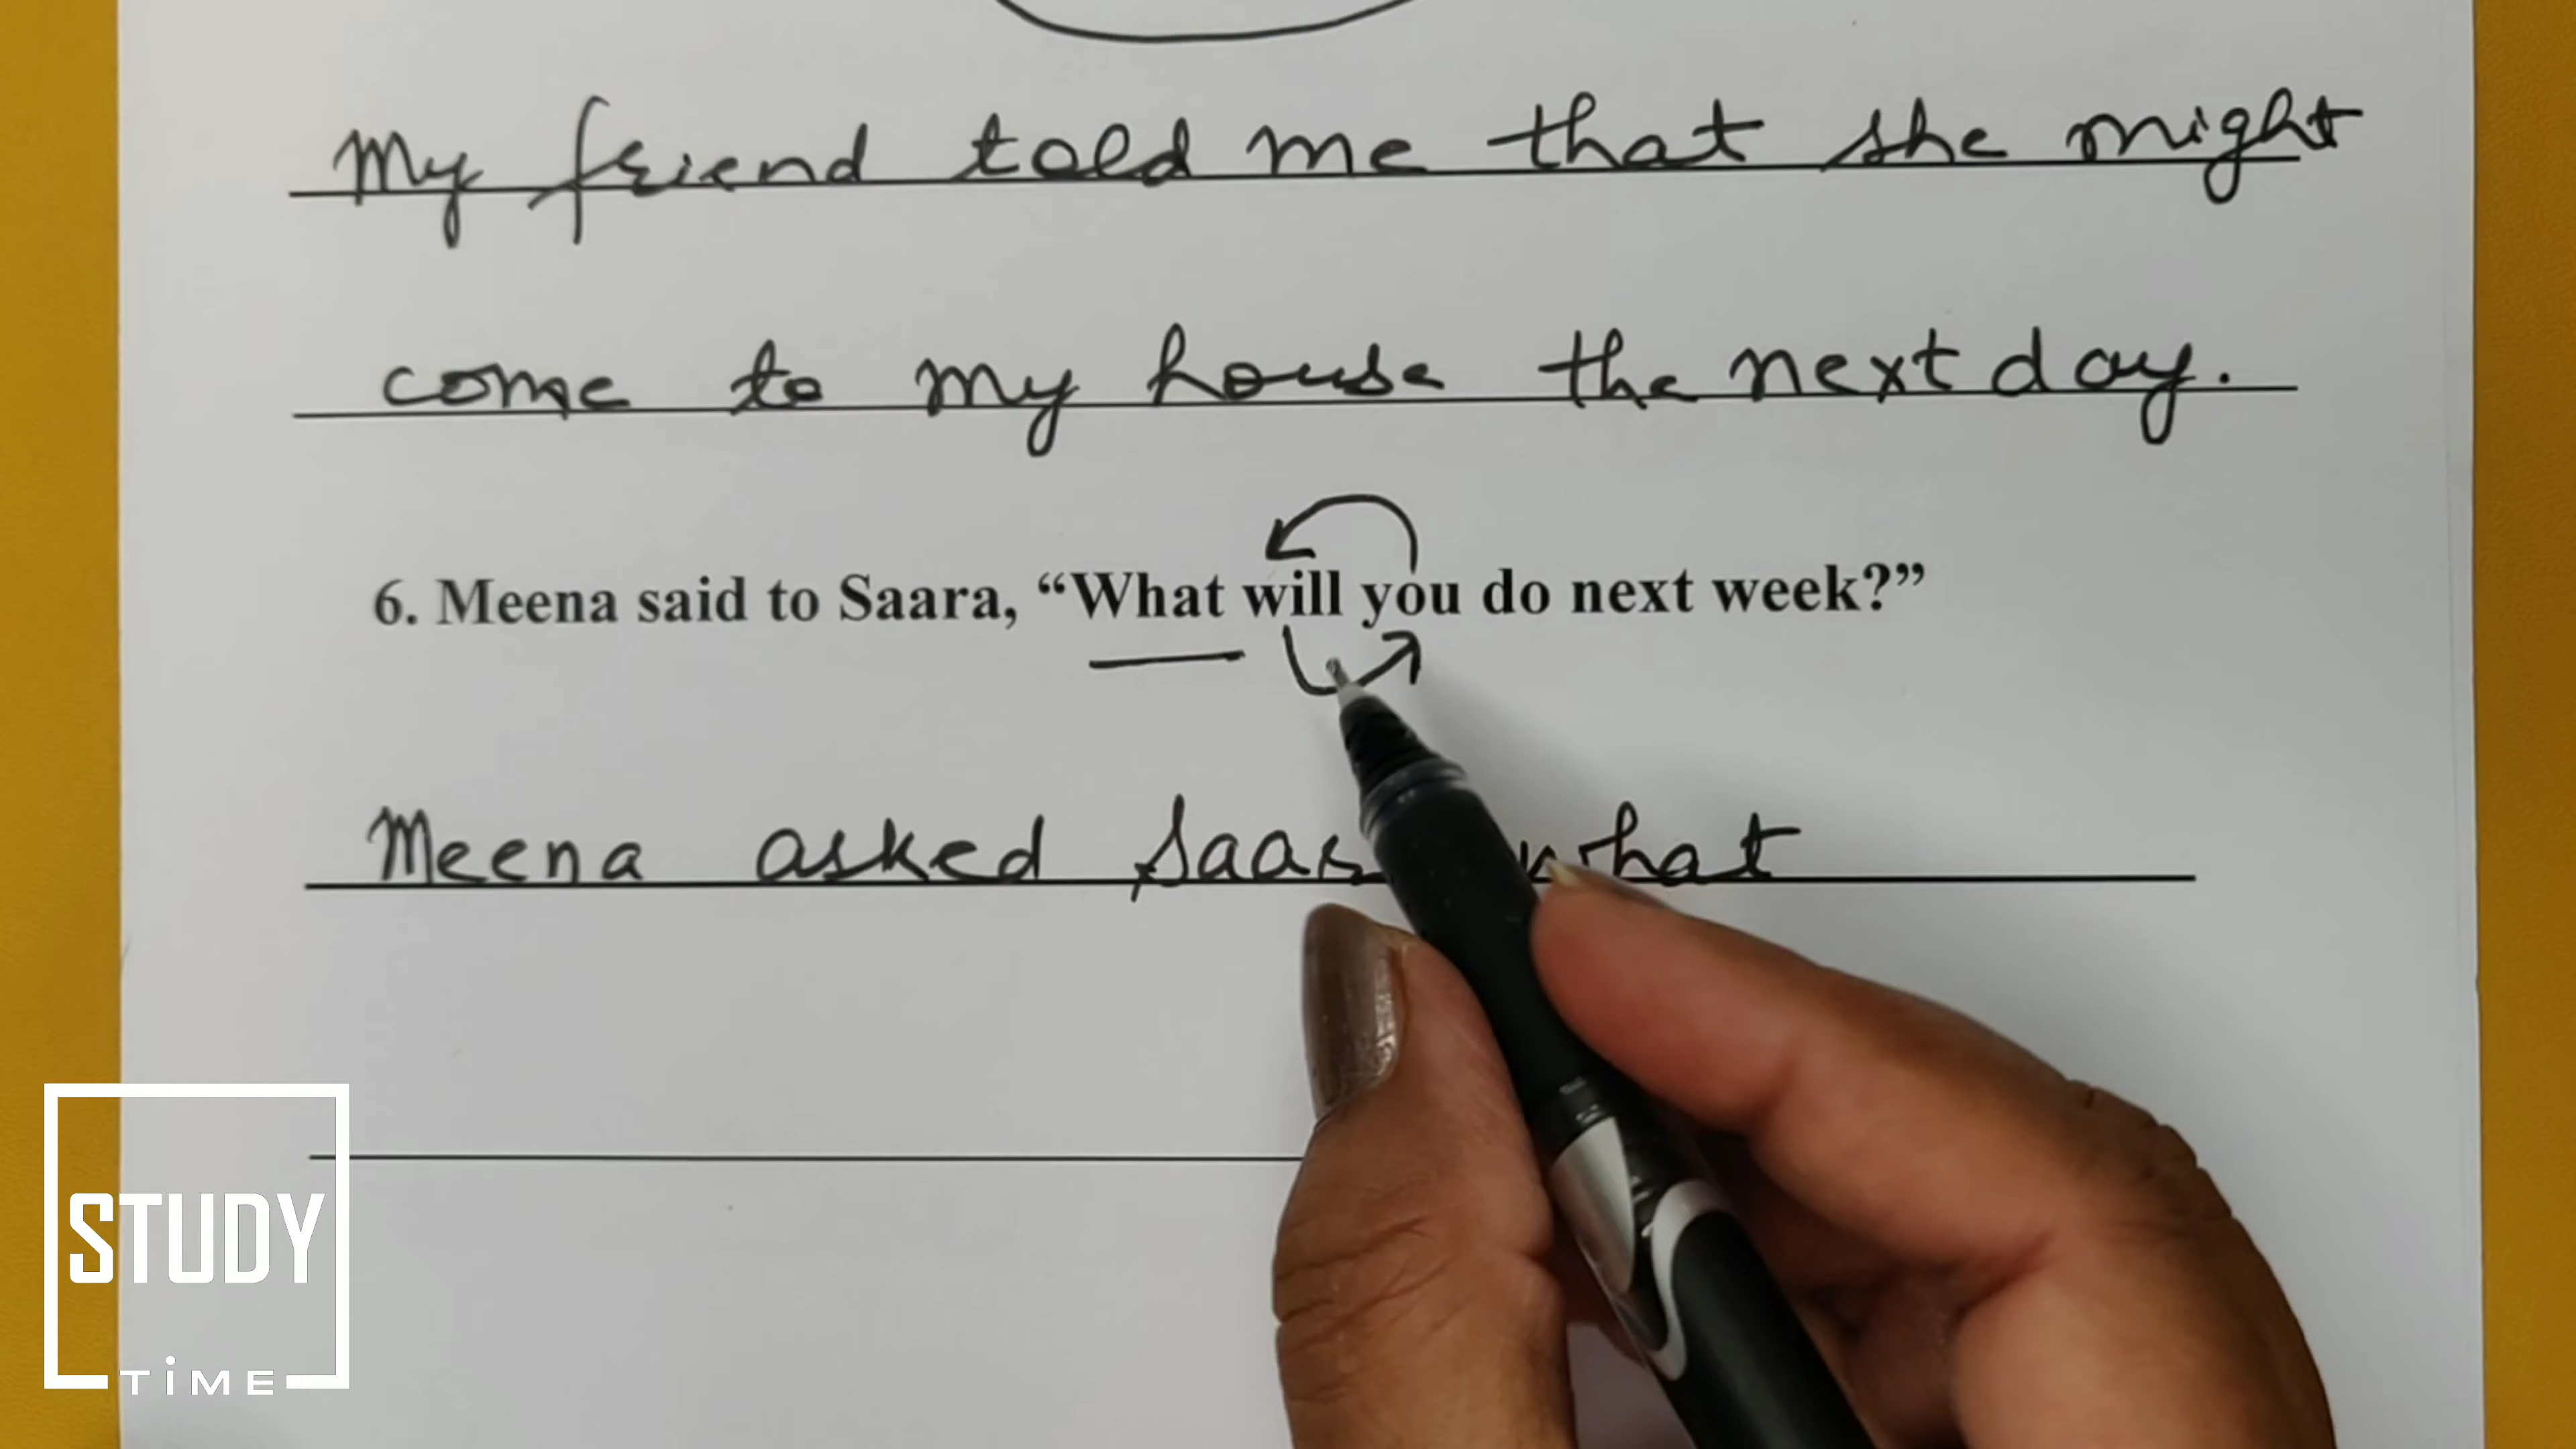 My friend told me that she might
come to my house the next day.
6. Meena said to Saara, “What will you do next week?”
Meena asked Saar what
STUDY
TiME